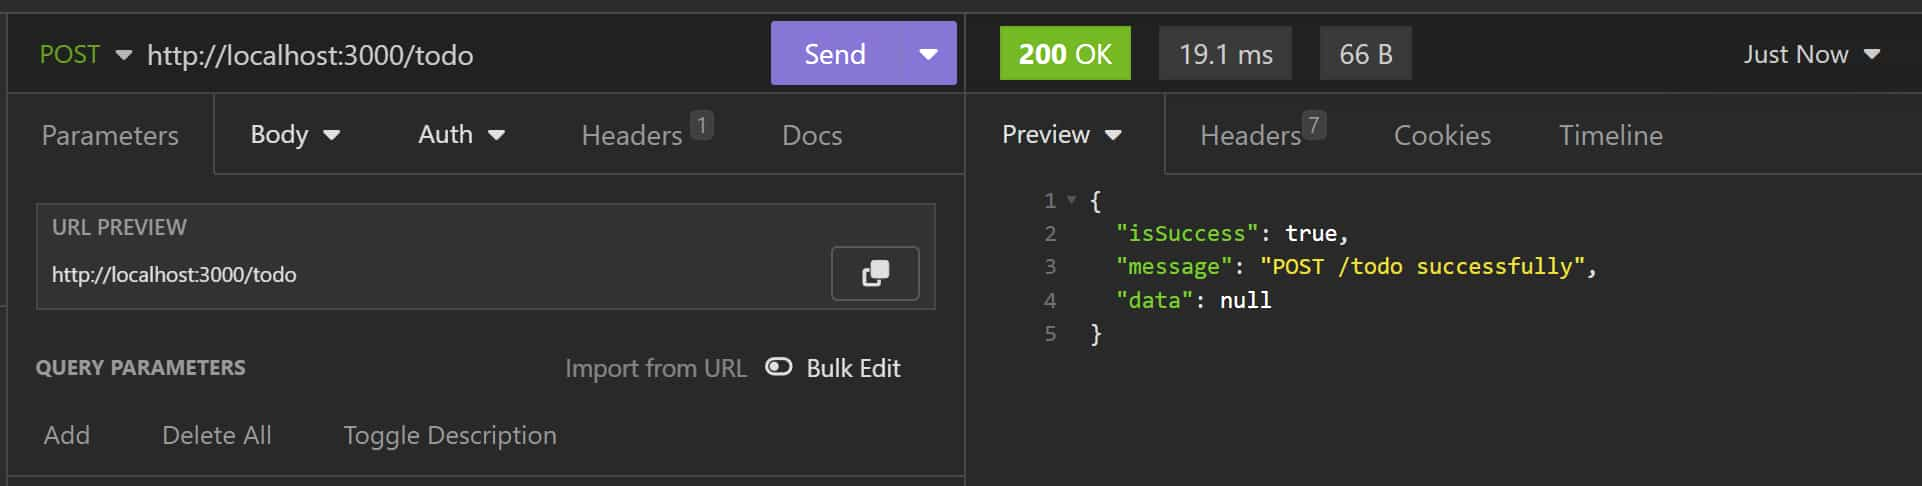 POST http://localhost:3000/todo Send
Parameters Body Auth Headers 1 Docs
URL PREVIEW
http://localhost:3000/todo
QUERY PARAMETERS Import from URL Bulk Edit
Add Delete All Toggle Description
200 OK 19.1 ms 66 B Just Now
Preview Headers 7 Cookies Timeline
1 {
2 "isSuccess": true,
3 "message": "POST /todo successfully",
4 "data": null
5 }